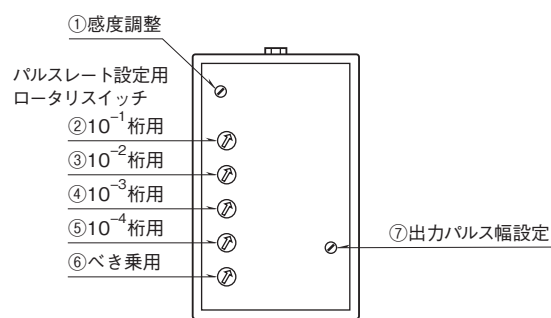 ①感度調整
パルスレート設定用
ロータリスイッチ
②10⁻¹桁用
③10⁻²桁用
④10⁻³桁用
⑤10⁻⁴桁用
⑥べき乗用
⑦出力パルス幅設定